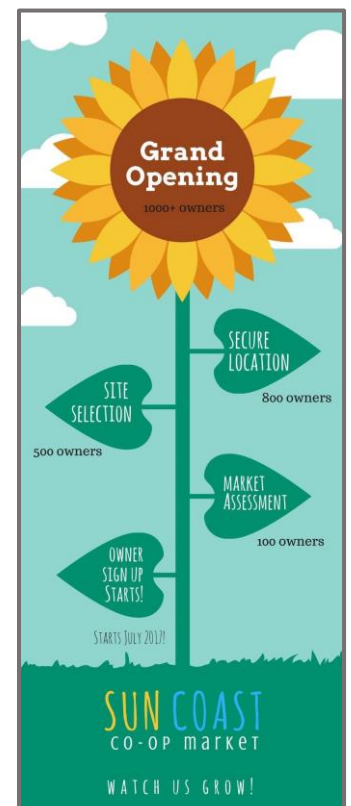 Grand
Opening
1000+ owners
SECURE
LOCATION
800 owners
SITE
SELECTION
500 owners
MARKET
ASSESSMENT
100 owners
OWNER
SIGN UP
STARTS!
STARTS JULY 2017!
SUN COAST
co-op market
WATCH US GROW!